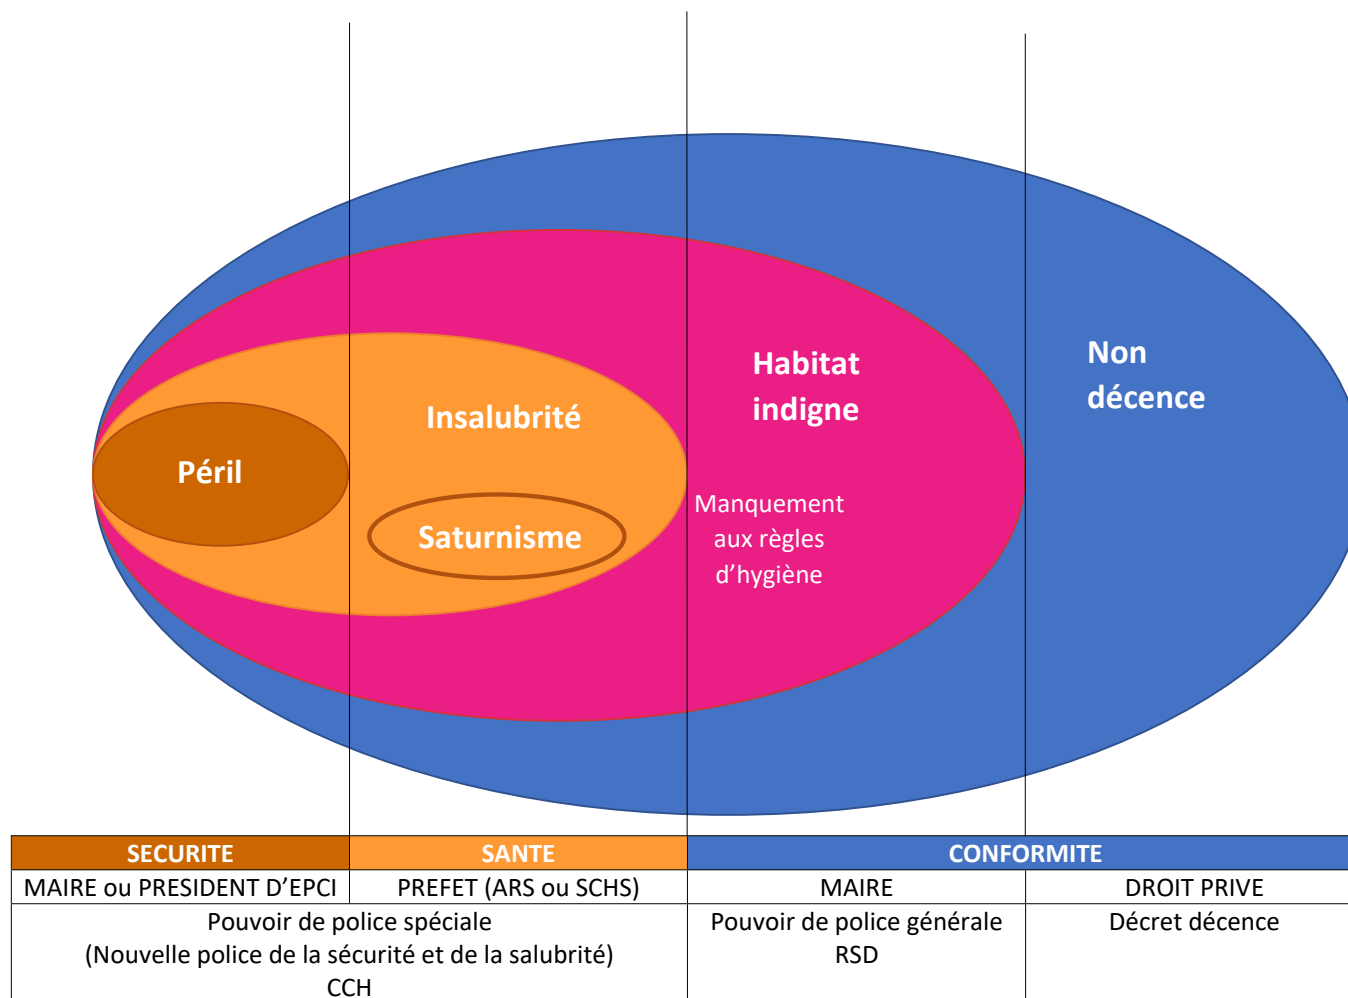 Non
décence
Habitat
indigne
Insalubrité
Péril
Manquement
aux règles
d’hygiène
Saturnisme
SECURITE
SANTE
CONFORMITE
MAIRE ou PRESIDENT D’EPCI
PREFET (ARS ou SCHS)
MAIRE
DROIT PRIVE
Pouvoir de police spéciale
(Nouvelle police de la sécurité et de la salubrité)
CCH
Pouvoir de police générale
RSD
Décret décence